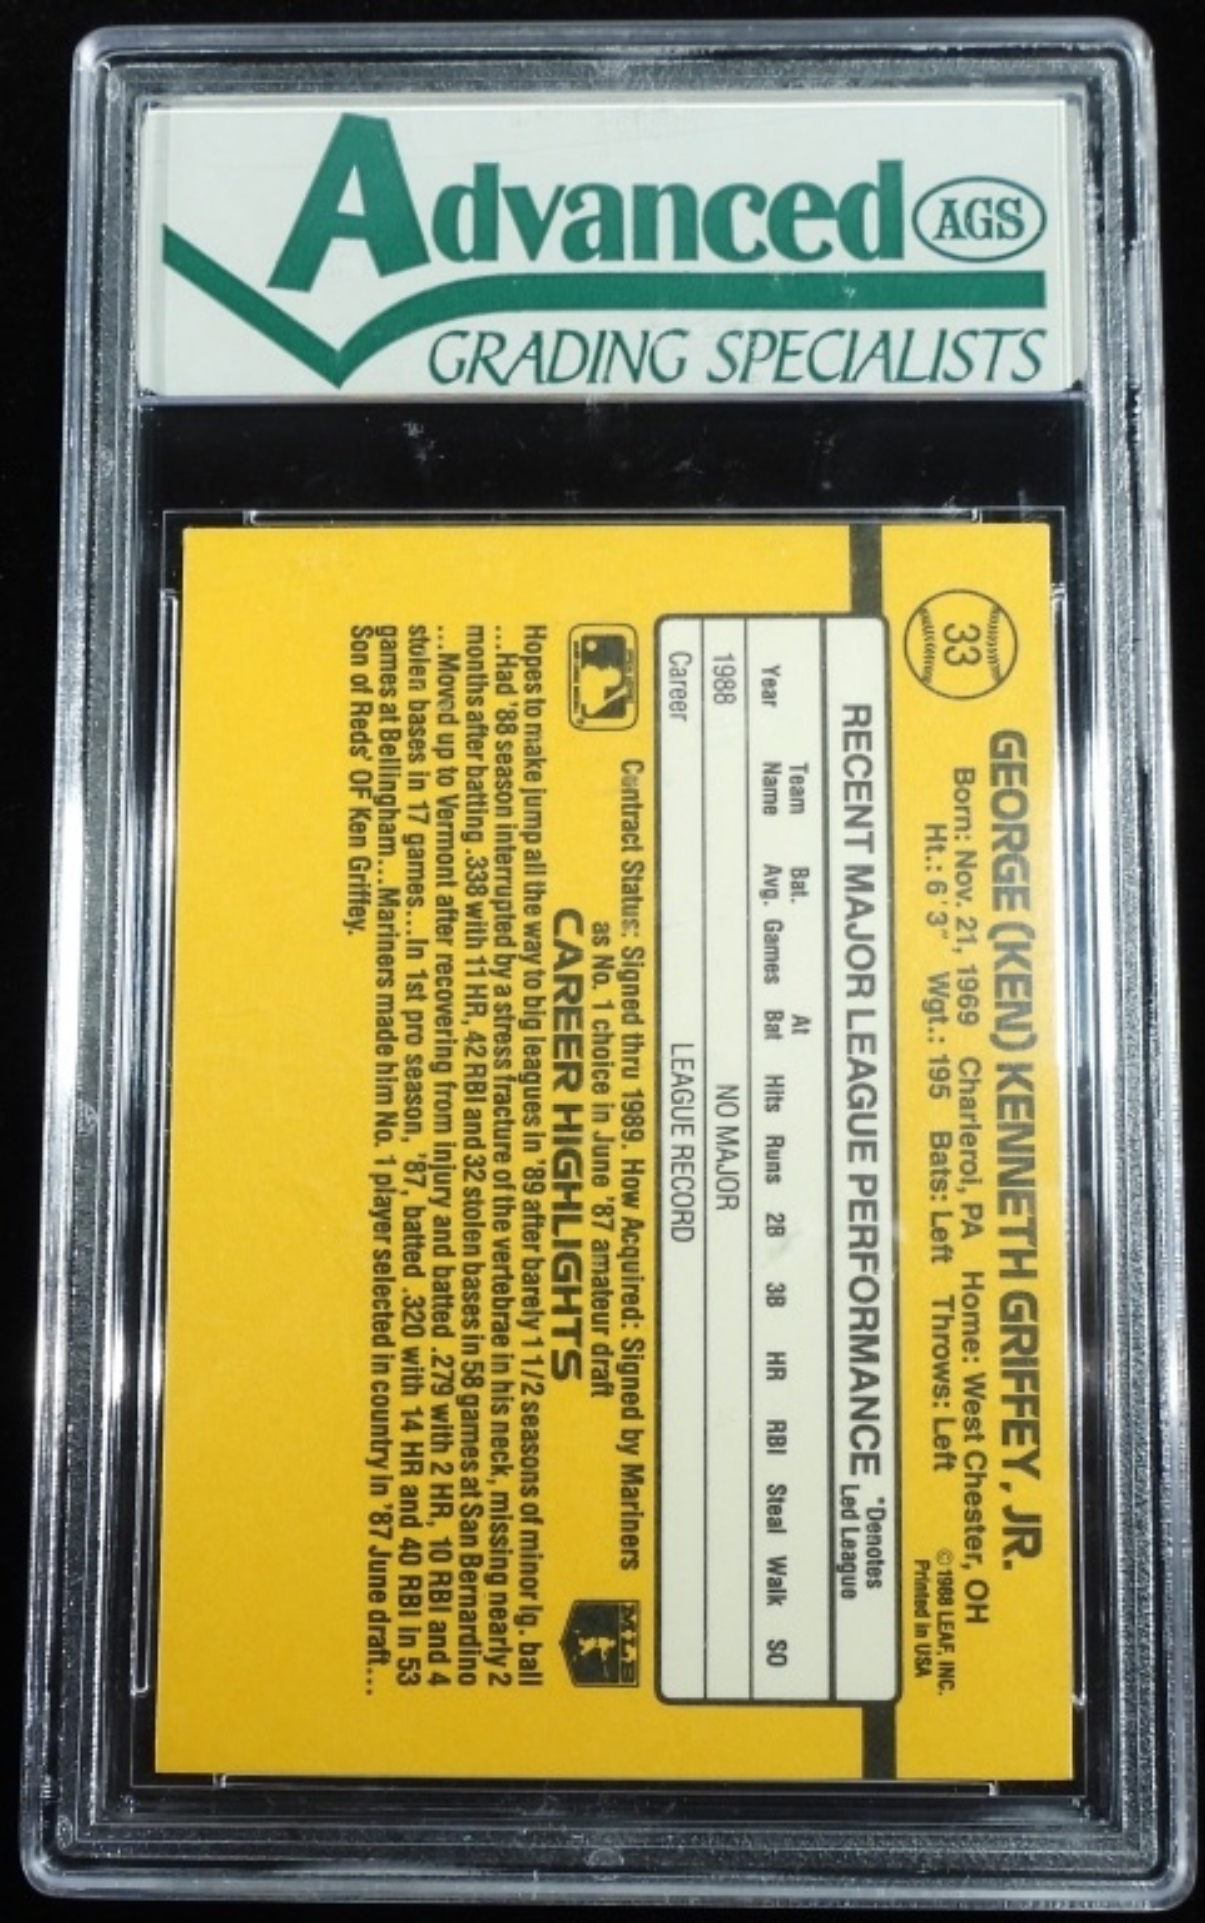 Advanced AGS
GRADING SPECIALISTS
33
GEORGE (KEN) KENNETH GRIFFEY, JR.
Born: Nov. 21, 1969 Charleroi, PA Home: West Chester, OH
Ht.: 6'3" Wgt.: 195 Bats: Left Throws: Left
©1988 LEAF, INC.
Printed in USA
RECENT MAJOR LEAGUE PERFORMANCE
*Denotes
Led League
Team Bat. At
Year Name Avg. Games Bat Hits Runs 2B 3B HR RBI Steal Walk SO
1988 NO MAJOR
Career LEAGUE RECORD
Contract Status: Signed thru 1989. How Acquired: Signed by Mariners
as No. 1 choice in June '87 amateur draft
CAREER HIGHLIGHTS
MLB
Hopes to make jump all the way to big leagues in '89 after barely 1 1/2 seasons of minor lg. ball
...Had '88 season interrupted by a stress fracture of the vertebrae in his neck, missing nearly 2
months after batting .338 with 11 HR, 42 RBI and 32 stolen bases in 58 games at San Bernardino
...Moved up to Vermont after recovering from injury and batted .279 with 2 HR, 10 RBI and 4
stolen bases in 17 games...In 1st pro season, '87, batted .320 with 14 HR and 40 RBI in 53
games at Bellingham...Mariners made him No. 1 player selected in country in '87 June draft...
Son of Reds' OF Ken Griffey.